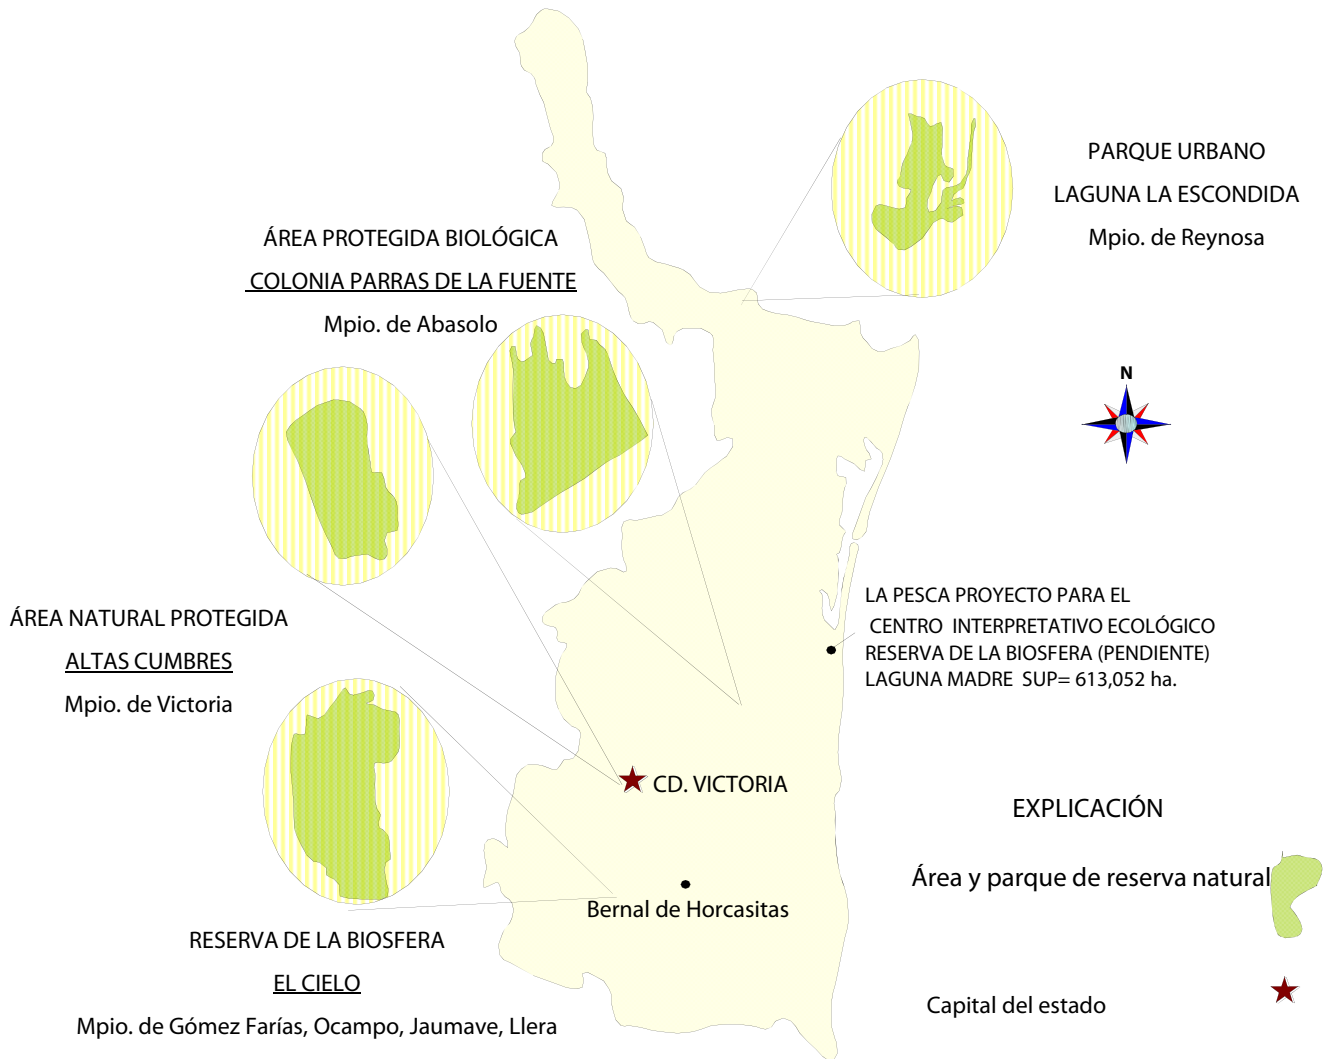 PARQUE URBANO
LAGUNA LA ESCONDIDA
Mpio. de Reynosa
ÁREA PROTEGIDA BIOLÓGICA
COLONIA PARRAS DE LA FUENTE
Mpio. de Abasolo
N
ÁREA NATURAL PROTEGIDA
ALTAS CUMBRES
Mpio. de Victoria
LA PESCA PROYECTO PARA EL
CENTRO INTERPRETATIVO ECOLÓGICO
RESERVA DE LA BIOSFERA (PENDIENTE)
LAGUNA MADRE SUP= 613,052 ha.
CD. VICTORIA
Bernal de Horcasitas
RESERVA DE LA BIOSFERA
EL CIELO
Mpio. de Gómez Farías, Ocampo, Jaumave, Llera
EXPLICACIÓN
Área y parque de reserva natural
Capital del estado